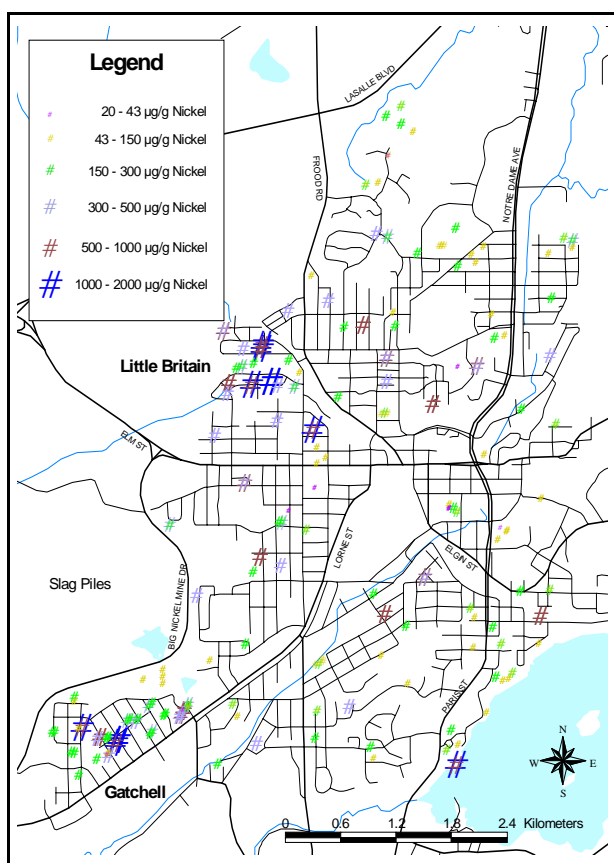 Legend
20 - 43 µg/g Nickel
43 - 150 µg/g Nickel
150 - 300 µg/g Nickel
300 - 500 µg/g Nickel
500 - 1000 µg/g Nickel
1000 - 2000 µg/g Nickel
LASALLE BLVD
FROOD RD
NOTRE DAME AVE
Little Britain
ELM ST
LORNE ST
ELGIN ST
Slag Piles
BIG NICKEL MINE DR
PARIS ST
Gatchell
N
W E
S
0 0.6 1.2 1.8 2.4 Kilometers